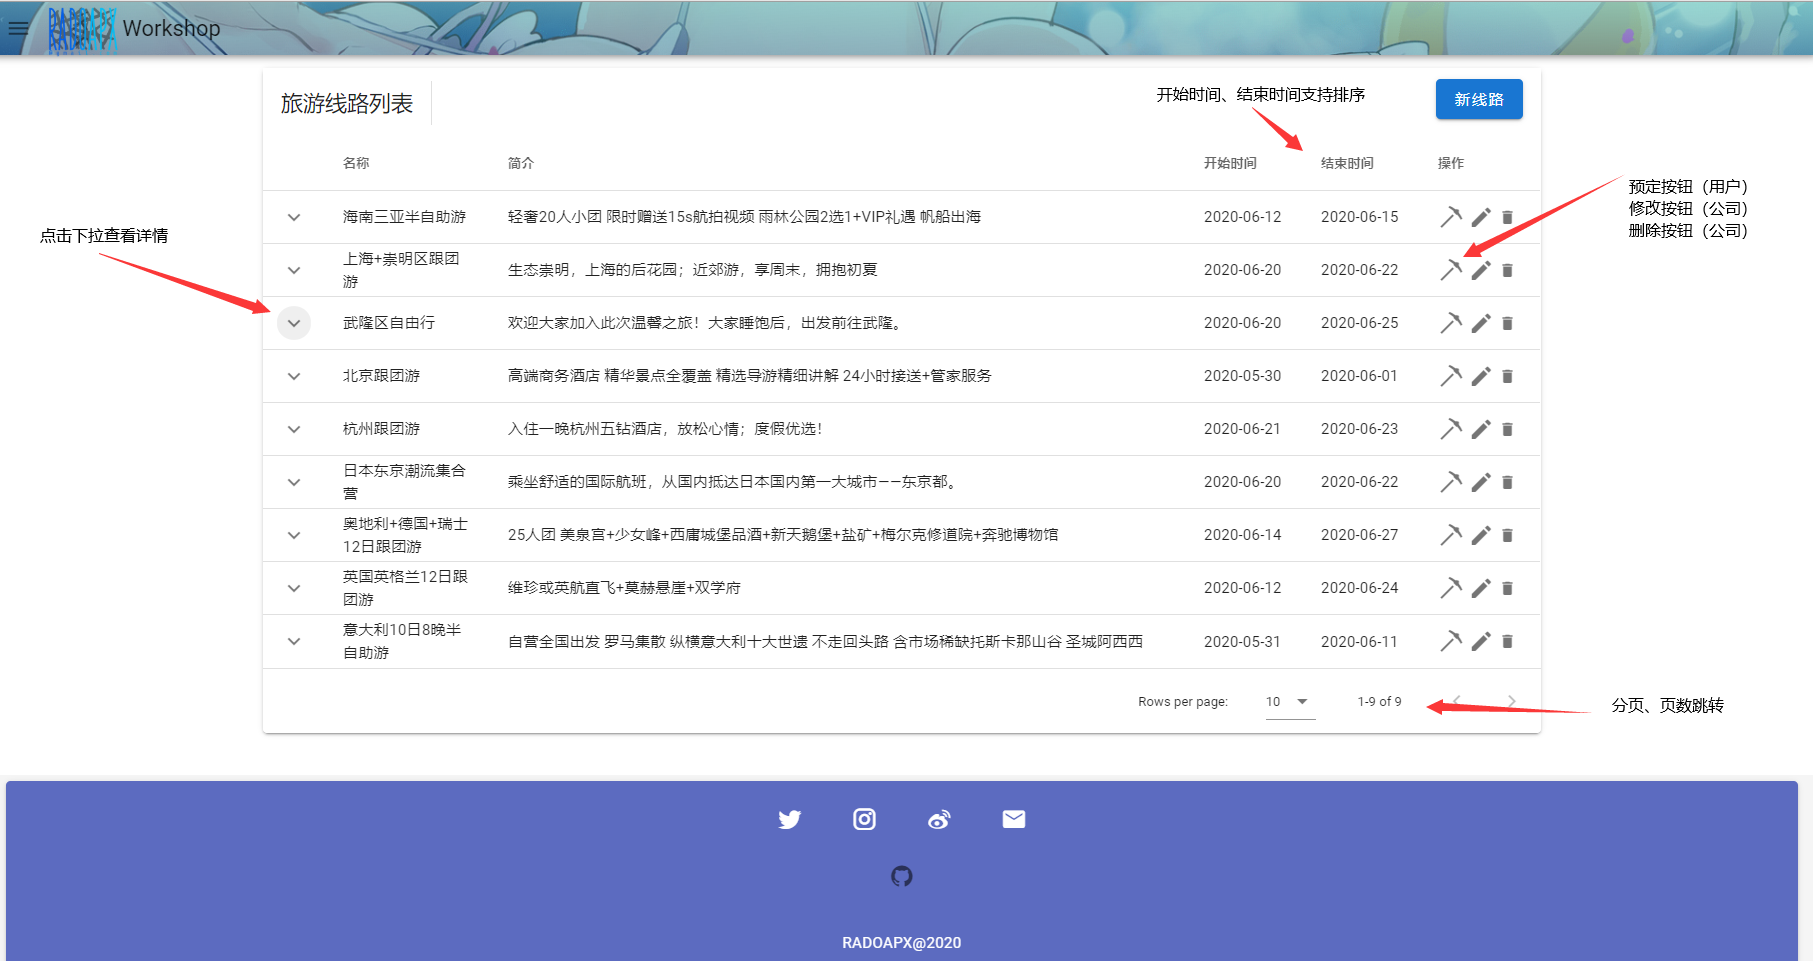 RADOAPX Workshop
旅游线路列表
开始时间、结束时间支持排序
新线路
名称 简介 开始时间 结束时间 操作
预定按钮（用户）
修改按钮（公司）
删除按钮（公司）
点击下拉查看详情
海南三亚半自助游 轻奢20人小团 限时赠送15s航拍视频 雨林公园2选1+VIP礼遇 帆船出海 2020-06-12 2020-06-15
上海+崇明区跟团
游
生态崇明，上海的后花园；近郊游，享周末，拥抱初夏 2020-06-20 2020-06-22
武隆区自由行 欢迎大家加入此次温馨之旅！大家睡饱后，出发前往武隆。 2020-06-20 2020-06-25
北京跟团游 高端商务酒店 精华景点全覆盖 精选导游精细讲解 24小时接送+管家服务 2020-05-30 2020-06-01
杭州跟团游 入住一晚杭州五钻酒店，放松心情；度假优选！ 2020-06-21 2020-06-23
日本东京潮流集合
营
乘坐舒适的国际航班，从国内抵达日本国内第一大城市——东京都。 2020-06-20 2020-06-22
奥地利+德国+瑞士
12日跟团游
25人团 美泉宫+少女峰+西庸城堡品酒+新天鹅堡+盐矿+梅尔克修道院+奔驰博物馆 2020-06-14 2020-06-27
英国英格兰12日跟
团游
维珍或英航直飞+莫赫悬崖+双学府 2020-06-12 2020-06-24
意大利10日8晚半
自助游
自营全国出发 罗马集散 纵横意大利十大世遗 不走回头路 含市场稀缺托斯卡那山谷 圣城阿西西 2020-05-31 2020-06-11
Rows per page: 10 1-9 of 9
分页、页数跳转
RADOAPX@2020